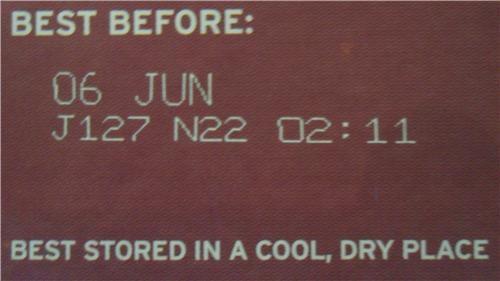 BEST BEFORE:
06 JUN
J127 N22 02:11
BEST STORED IN A COOL, DRY PLACE